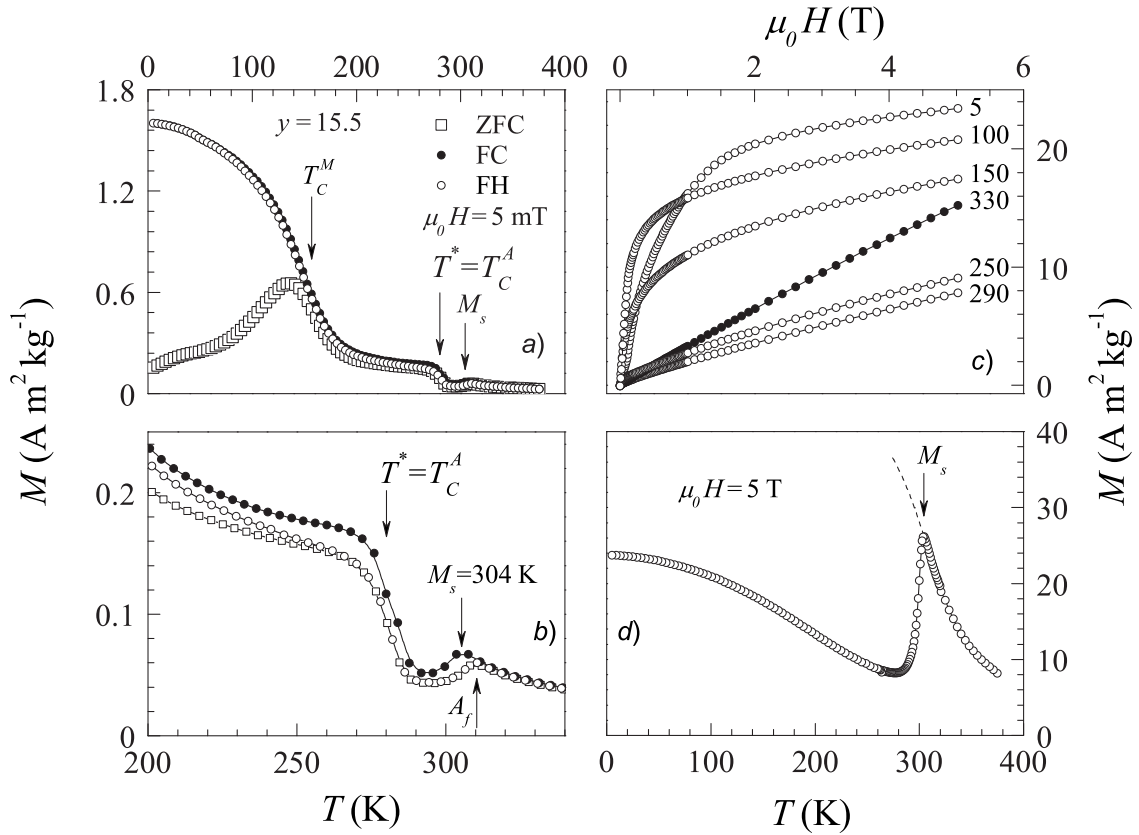 μ₀ H (T)
0 100 200 300 400
0 2 4 6
1.8
1.2
0.6
0
y = 15.5
ZFC
FC
FH
T_C^M
μ₀ H = 5 mT
T^* = T_C^A
M_s
a)
M (A m² kg⁻¹)
5
100
150
330
250
290
c)
20
10
0
M (A m² kg⁻¹)
0.2
0.1
0
T^* = T_C^A
M_s=304 K
b)
A_f
200 250 300
T (K)
μ₀ H = 5 T
M_s
d)
40
30
20
10
0
0 100 200 300 400
T (K)